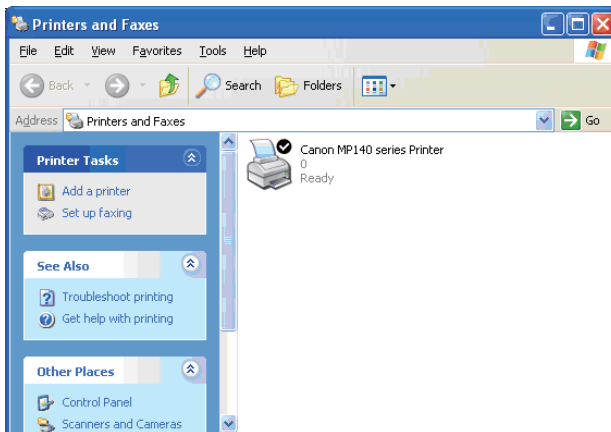 Printers and Faxes
File Edit View Favorites Tools Help
Back Search Folders
Address Printers and Faxes Go
Printer Tasks
Add a printer
Set up faxing
See Also
Troubleshoot printing
Get help with printing
Other Places
Control Panel
Scanners and Cameras
Canon MP140 series Printer
0
Ready